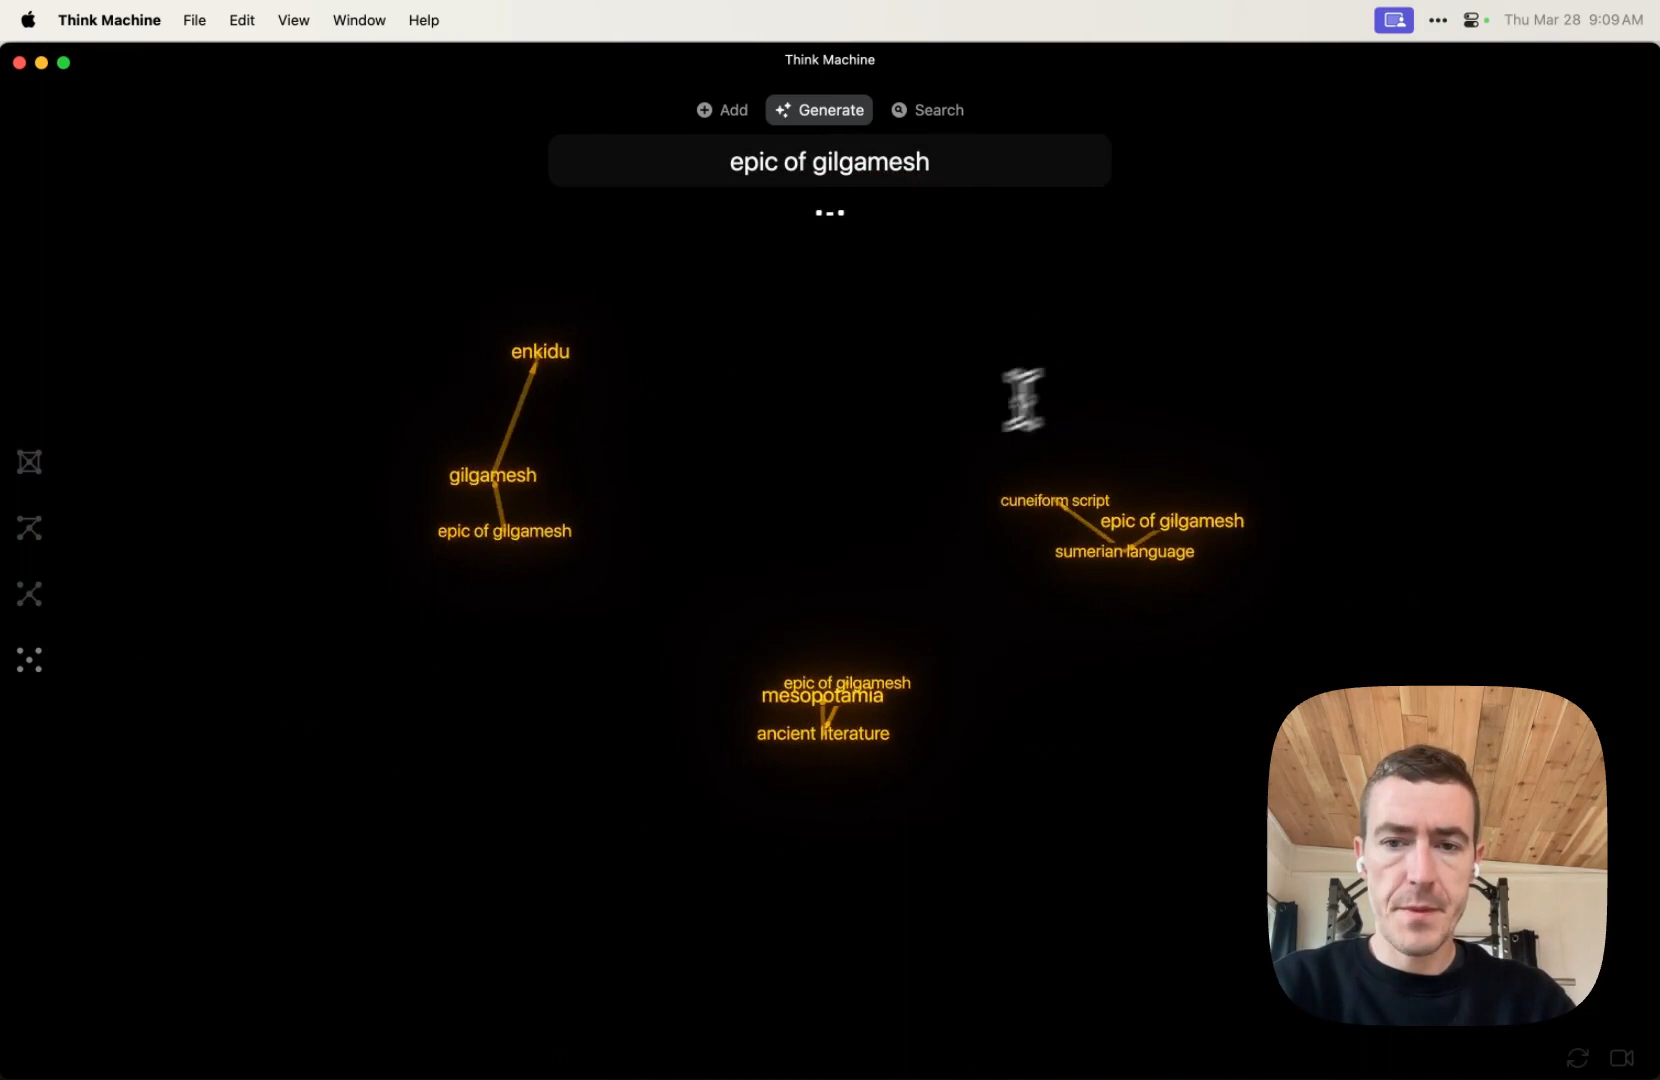 Think Machine File Edit View Window Help Thu Mar 28 9:09 AM
Think Machine
Add Generate Search
epic of gilgamesh
enkidu
gilgamesh
epic of gilgamesh
cuneiform script
epic of gilgamesh
sumerian language
epic of gilgamesh
mesopotamia
ancient literature